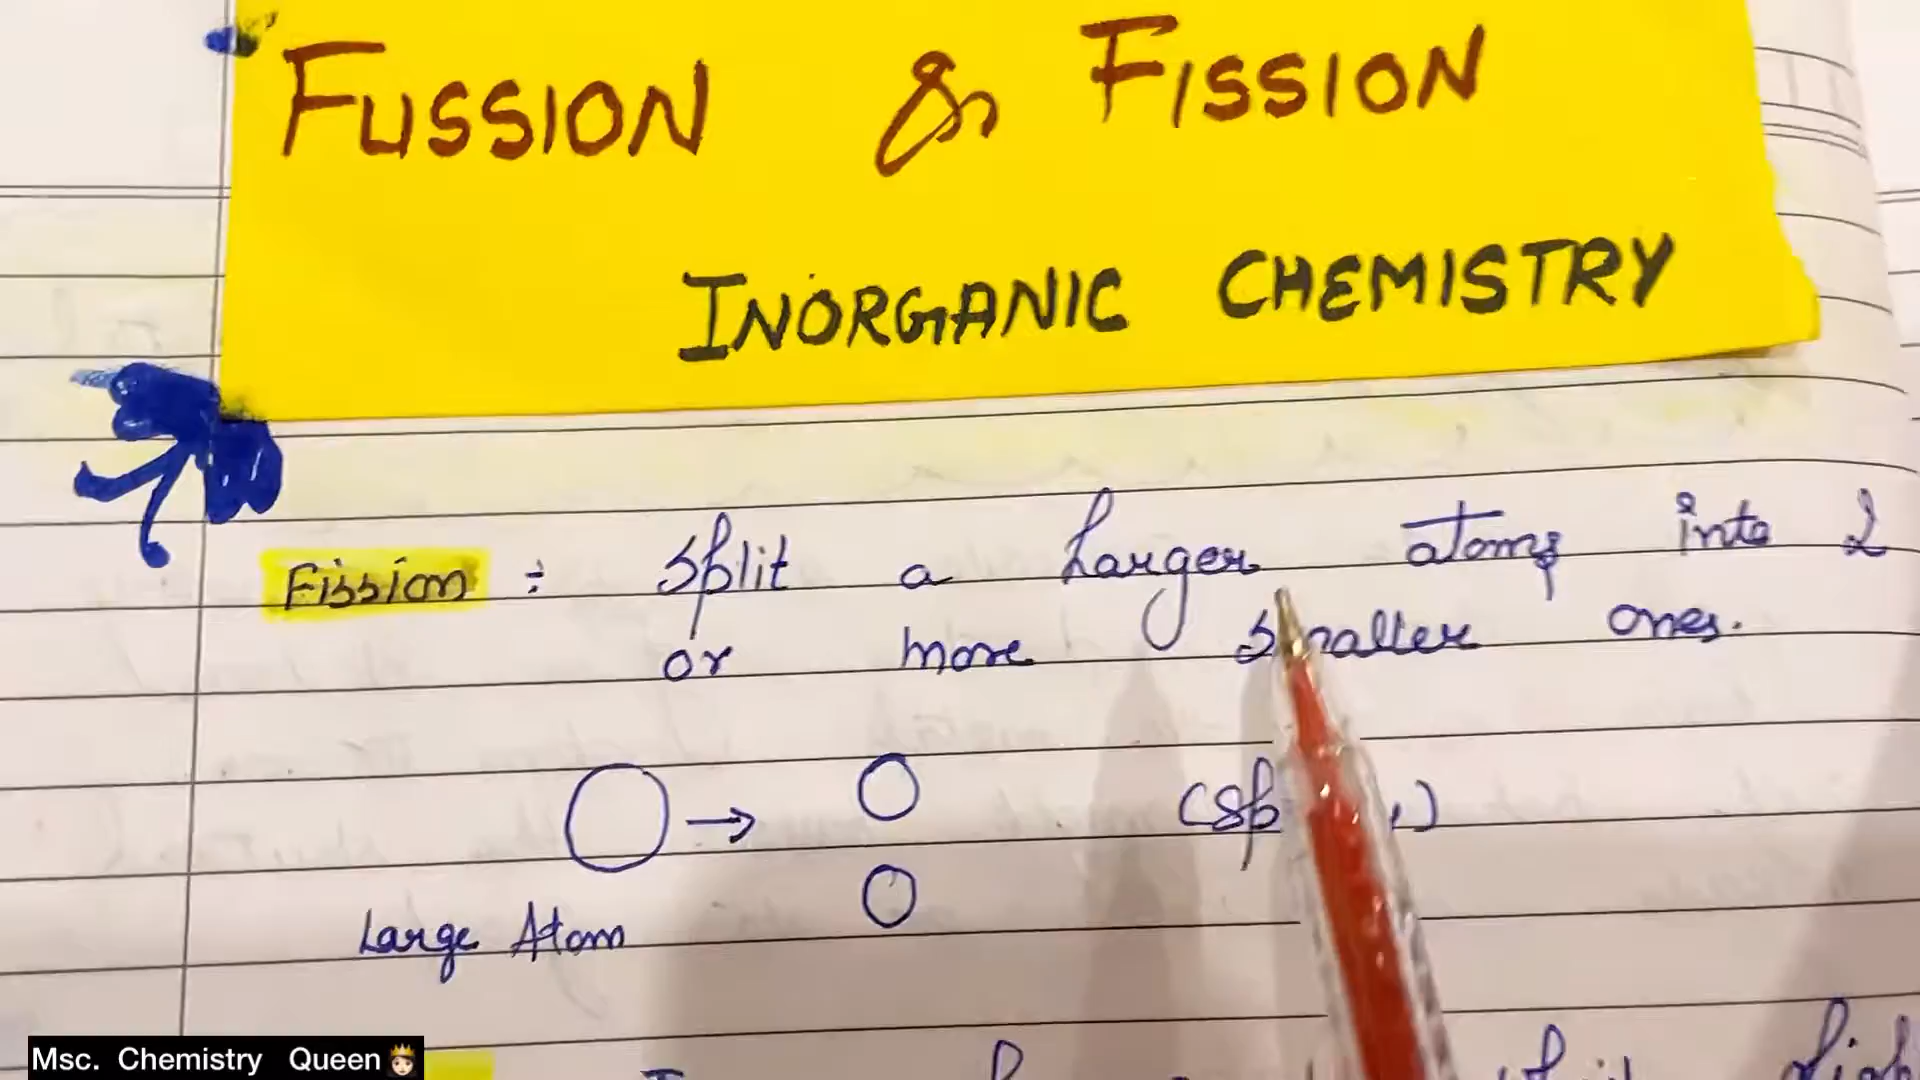 FUSSION & FISSION
INORGANIC CHEMISTRY
Fission : Split a Larger atoms into 2
or more smaller ones.
Large Atom
Msc. Chemistry Queen